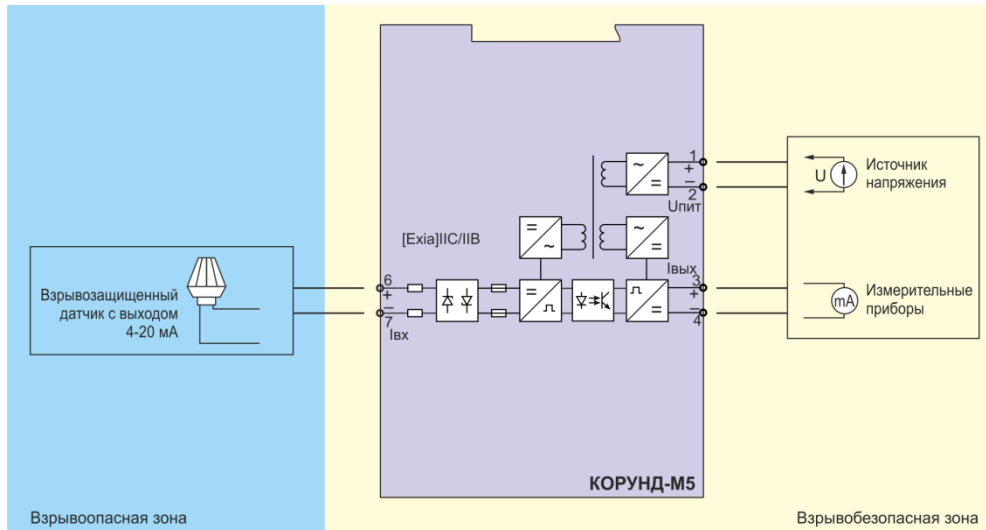 1
+
−
2
Uпит
U
Источник
напряжения
[Exia]IIC/IIB
=
~
~
=
~
=
Взрывозащищенный
датчик с выходом
4-20 мА
6
+
−
7
Iвх
=
=
Iвых
3
+
−
4
mA
Измерительные
приборы
КОРУНД-М5
Взрывоопасная зона
Взрывобезопасная зона